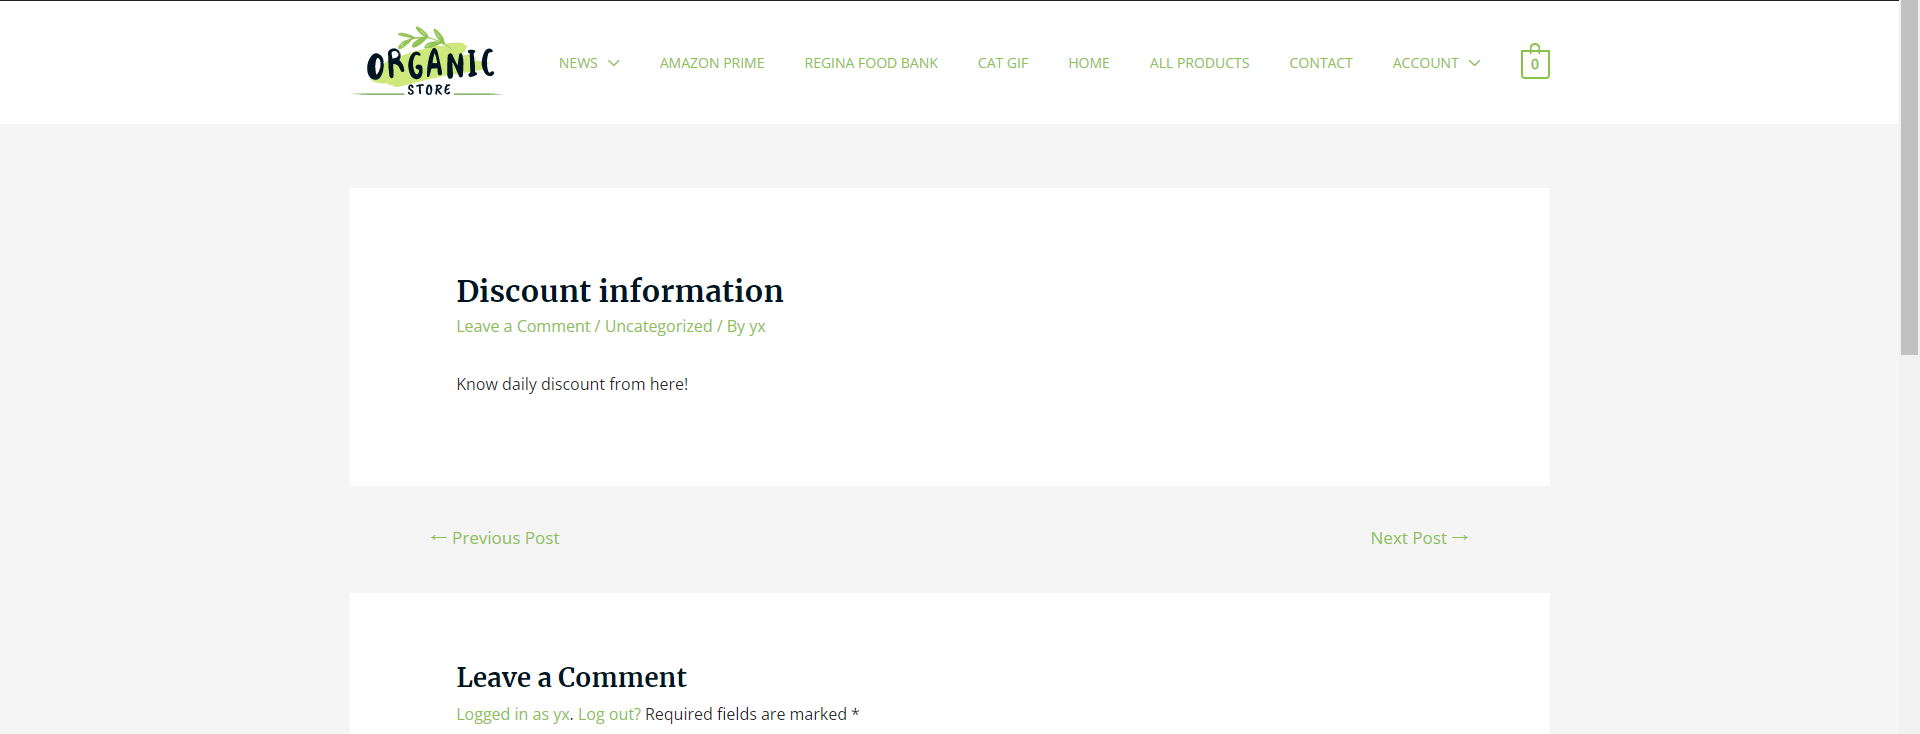 ORGANIC
STORE
NEWS AMAZON PRIME REGINA FOOD BANK CAT GIF HOME ALL PRODUCTS CONTACT ACCOUNT 0
Discount information
Leave a Comment / Uncategorized / By yx
Know daily discount from here!
← Previous Post Next Post →
Leave a Comment
Logged in as yx. Log out? Required fields are marked *